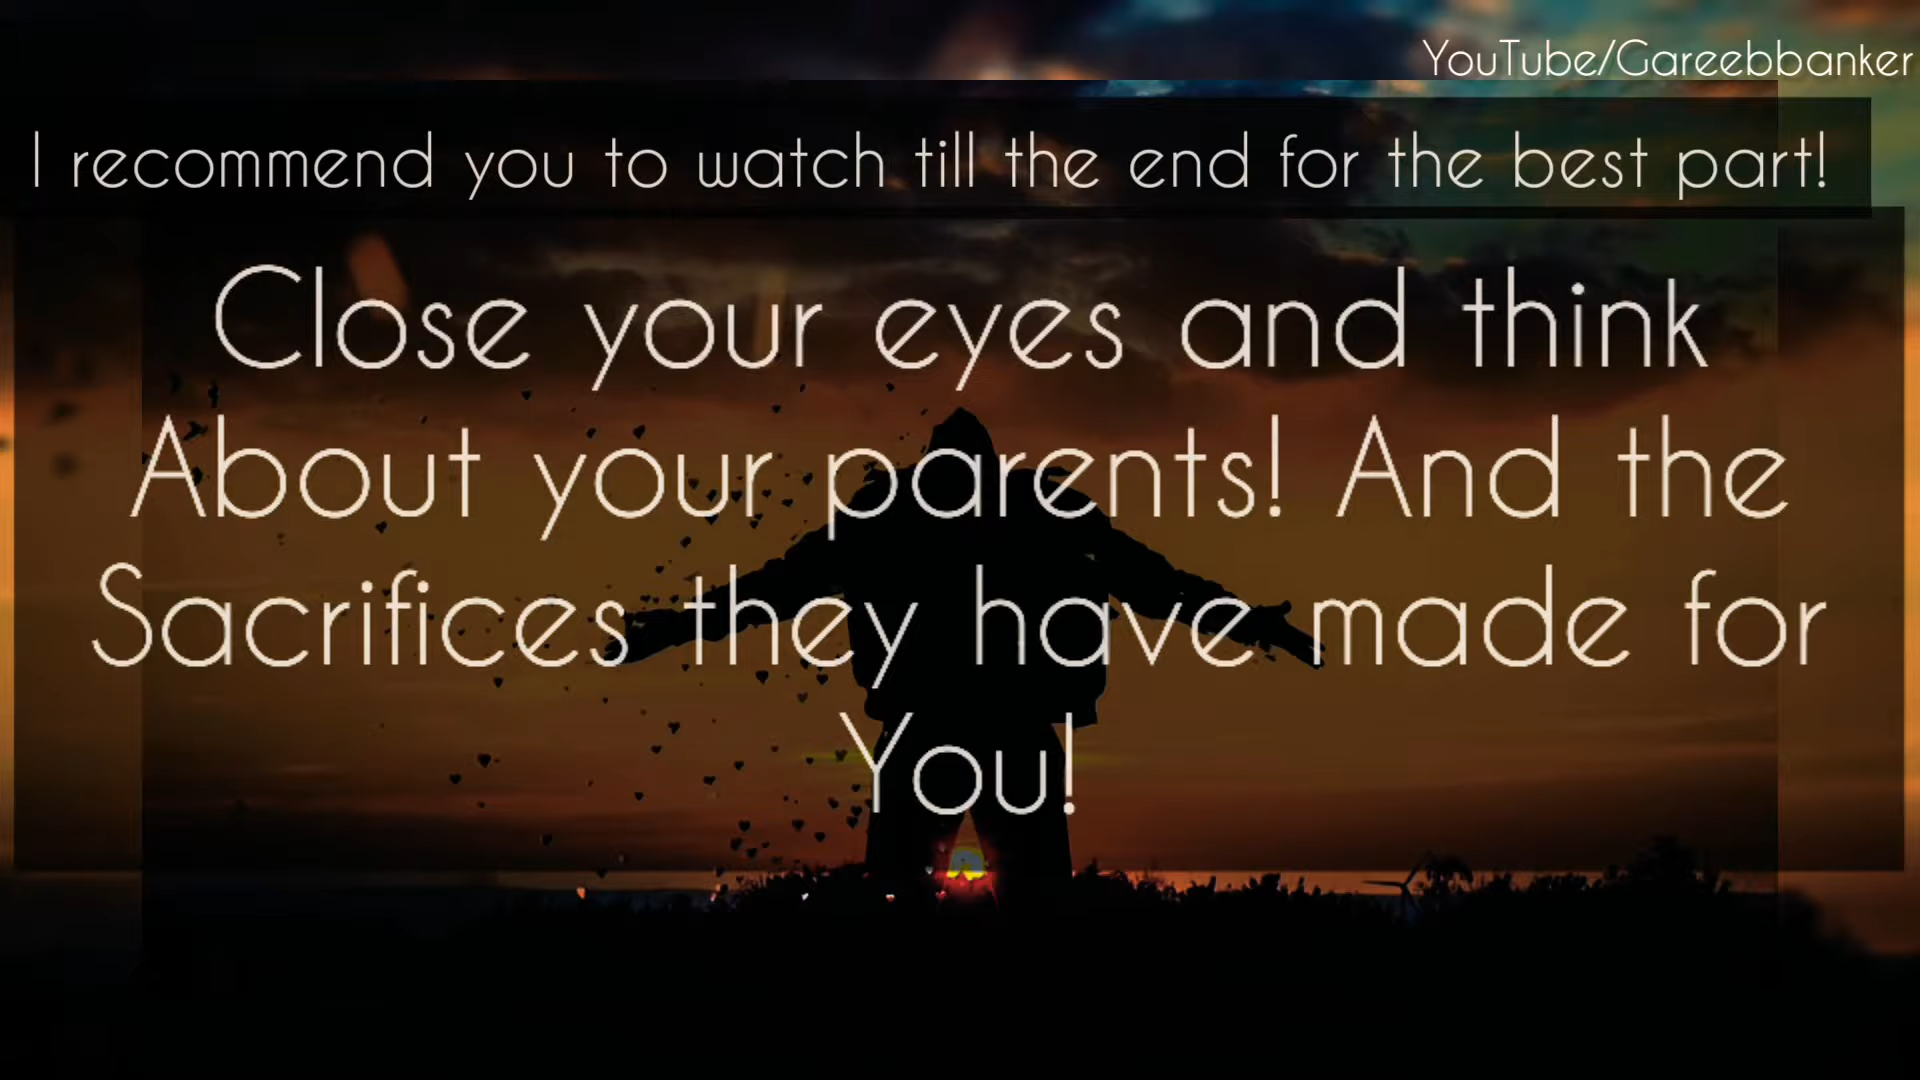 YouTube/Gareebbanker
I recommend you to watch till the end for the best part!
Close your eyes and think
About your parents! And the
Sacrifices they have made for
You!